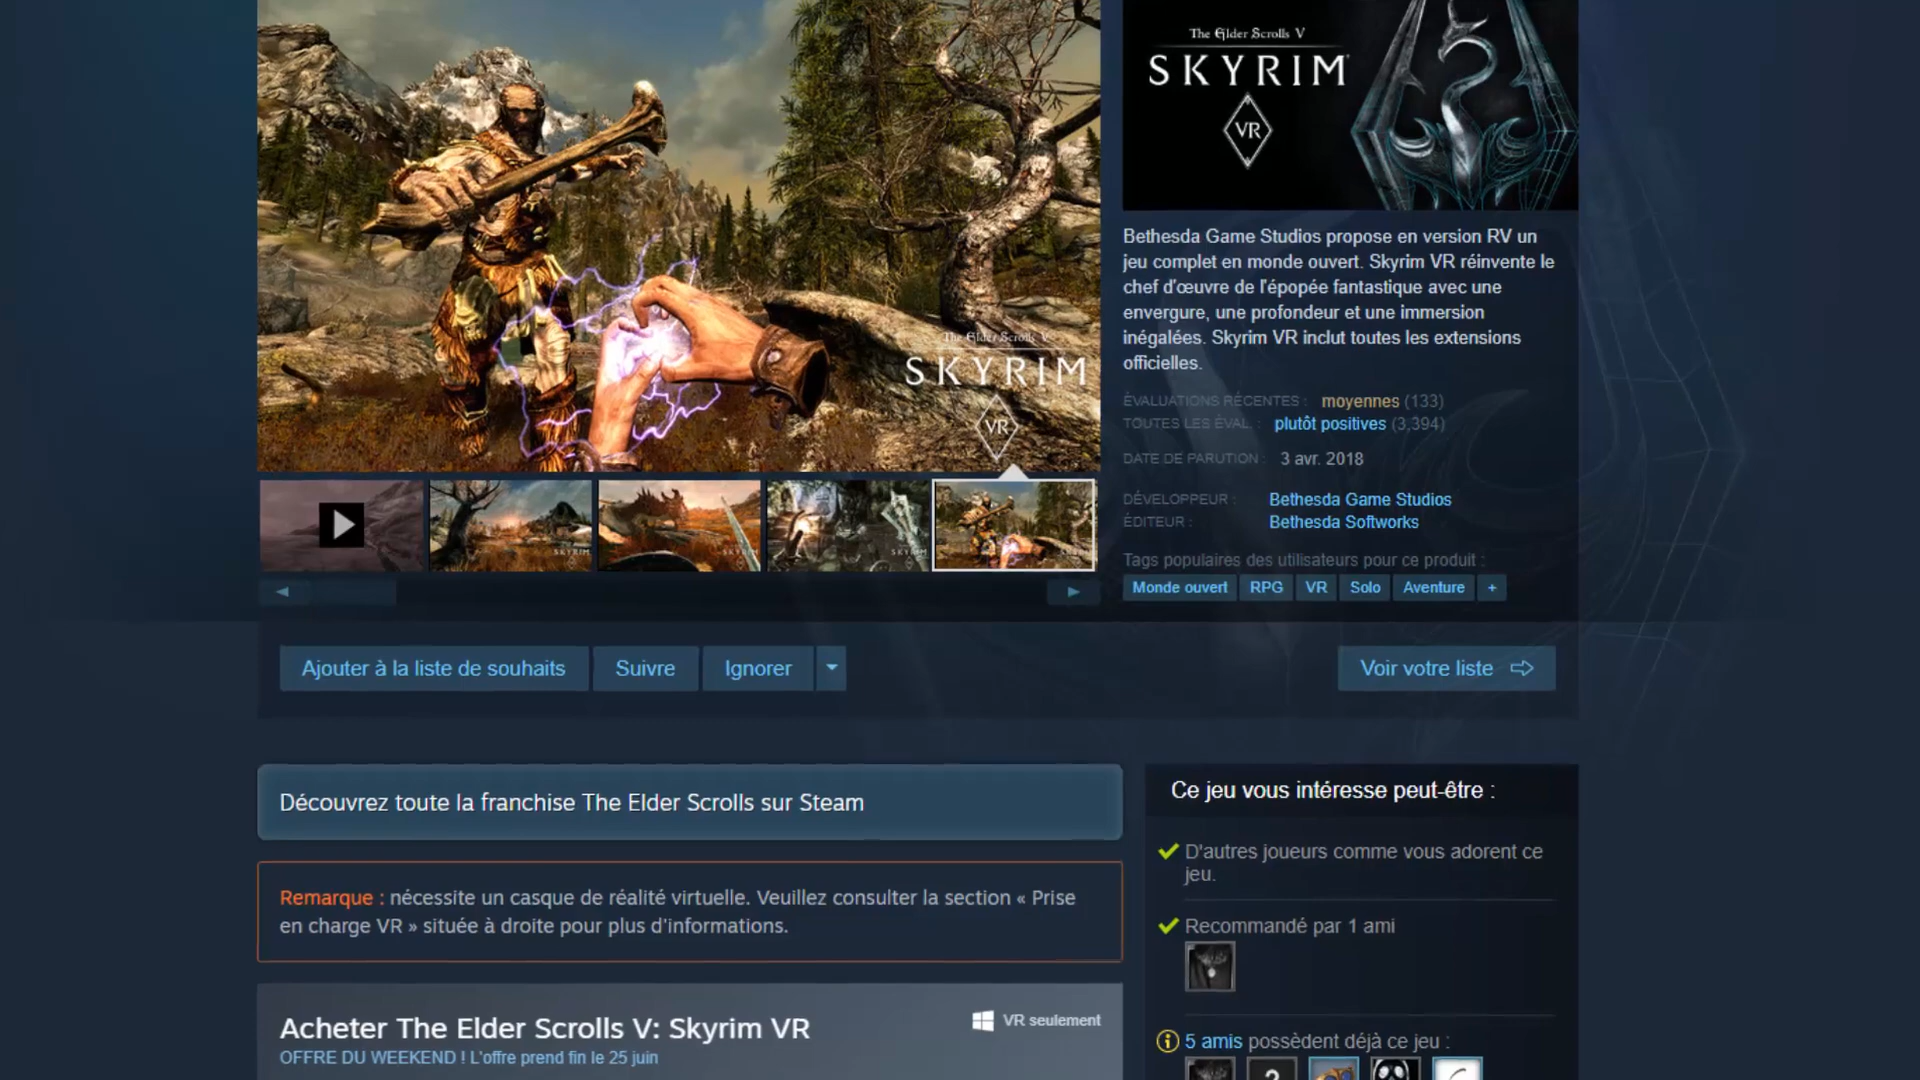 The Elder Scrolls V
SKYRIM
VR
The Elder Scrolls V
SKYRIM
VR
SKYRIM
SKYRIM
SKYRIM
Bethesda Game Studios propose en version RV un
jeu complet en monde ouvert. Skyrim VR réinvente le
chef d'œuvre de l'épopée fantastique avec une
envergure, une profondeur et une immersion
inégalées. Skyrim VR inclut toutes les extensions
officielles.
ÉVALUATIONS RÉCENTES : moyennes (133)
TOUTES LES ÉVAL. : plutôt positives (3,394)
DATE DE PARUTION : 3 avr. 2018
DÉVELOPPEUR : Bethesda Game Studios
ÉDITEUR : Bethesda Softworks
Tags populaires des utilisateurs pour ce produit :
Monde ouvert RPG VR Solo Aventure +
Ajouter à la liste de souhaits Suivre Ignorer Voir votre liste
Découvrez toute la franchise The Elder Scrolls sur Steam
Remarque : nécessite un casque de réalité virtuelle. Veuillez consulter la section « Prise
en charge VR » située à droite pour plus d'informations.
Acheter The Elder Scrolls V: Skyrim VR
VR seulement
OFFRE DU WEEKEND ! L'offre prend fin le 25 juin
Ce jeu vous intéresse peut-être :
D'autres joueurs comme vous adorent ce
jeu.
Recommandé par 1 ami
5 amis possèdent déjà ce jeu :
?